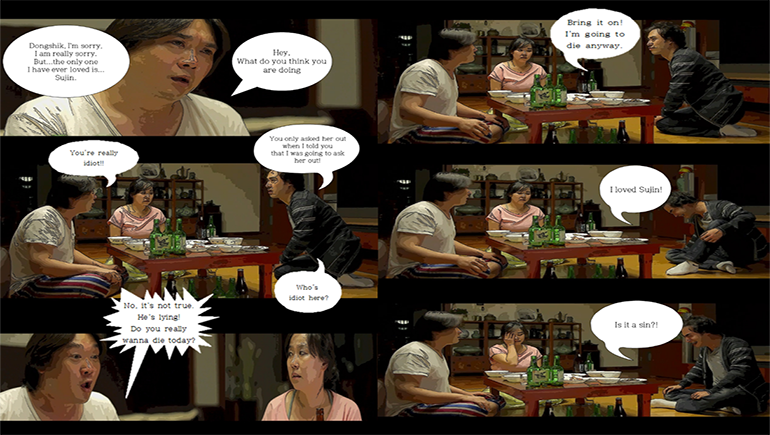 Dongshik, I'm sorry,
I am really sorry.
But....the only one
I have ever loved is...
Sujin.
Hey,
What do you think you
are doing
You're really
idiot!!
You only asked her out
when I told you
that I was going to ask
her out!
Who's
idiot here?
No, it's not true.
He's lying!
Do you really
wanna die today?
Bring it on!
I'm going to
die anyway.
I loved Sujin!
Is it a sin?!